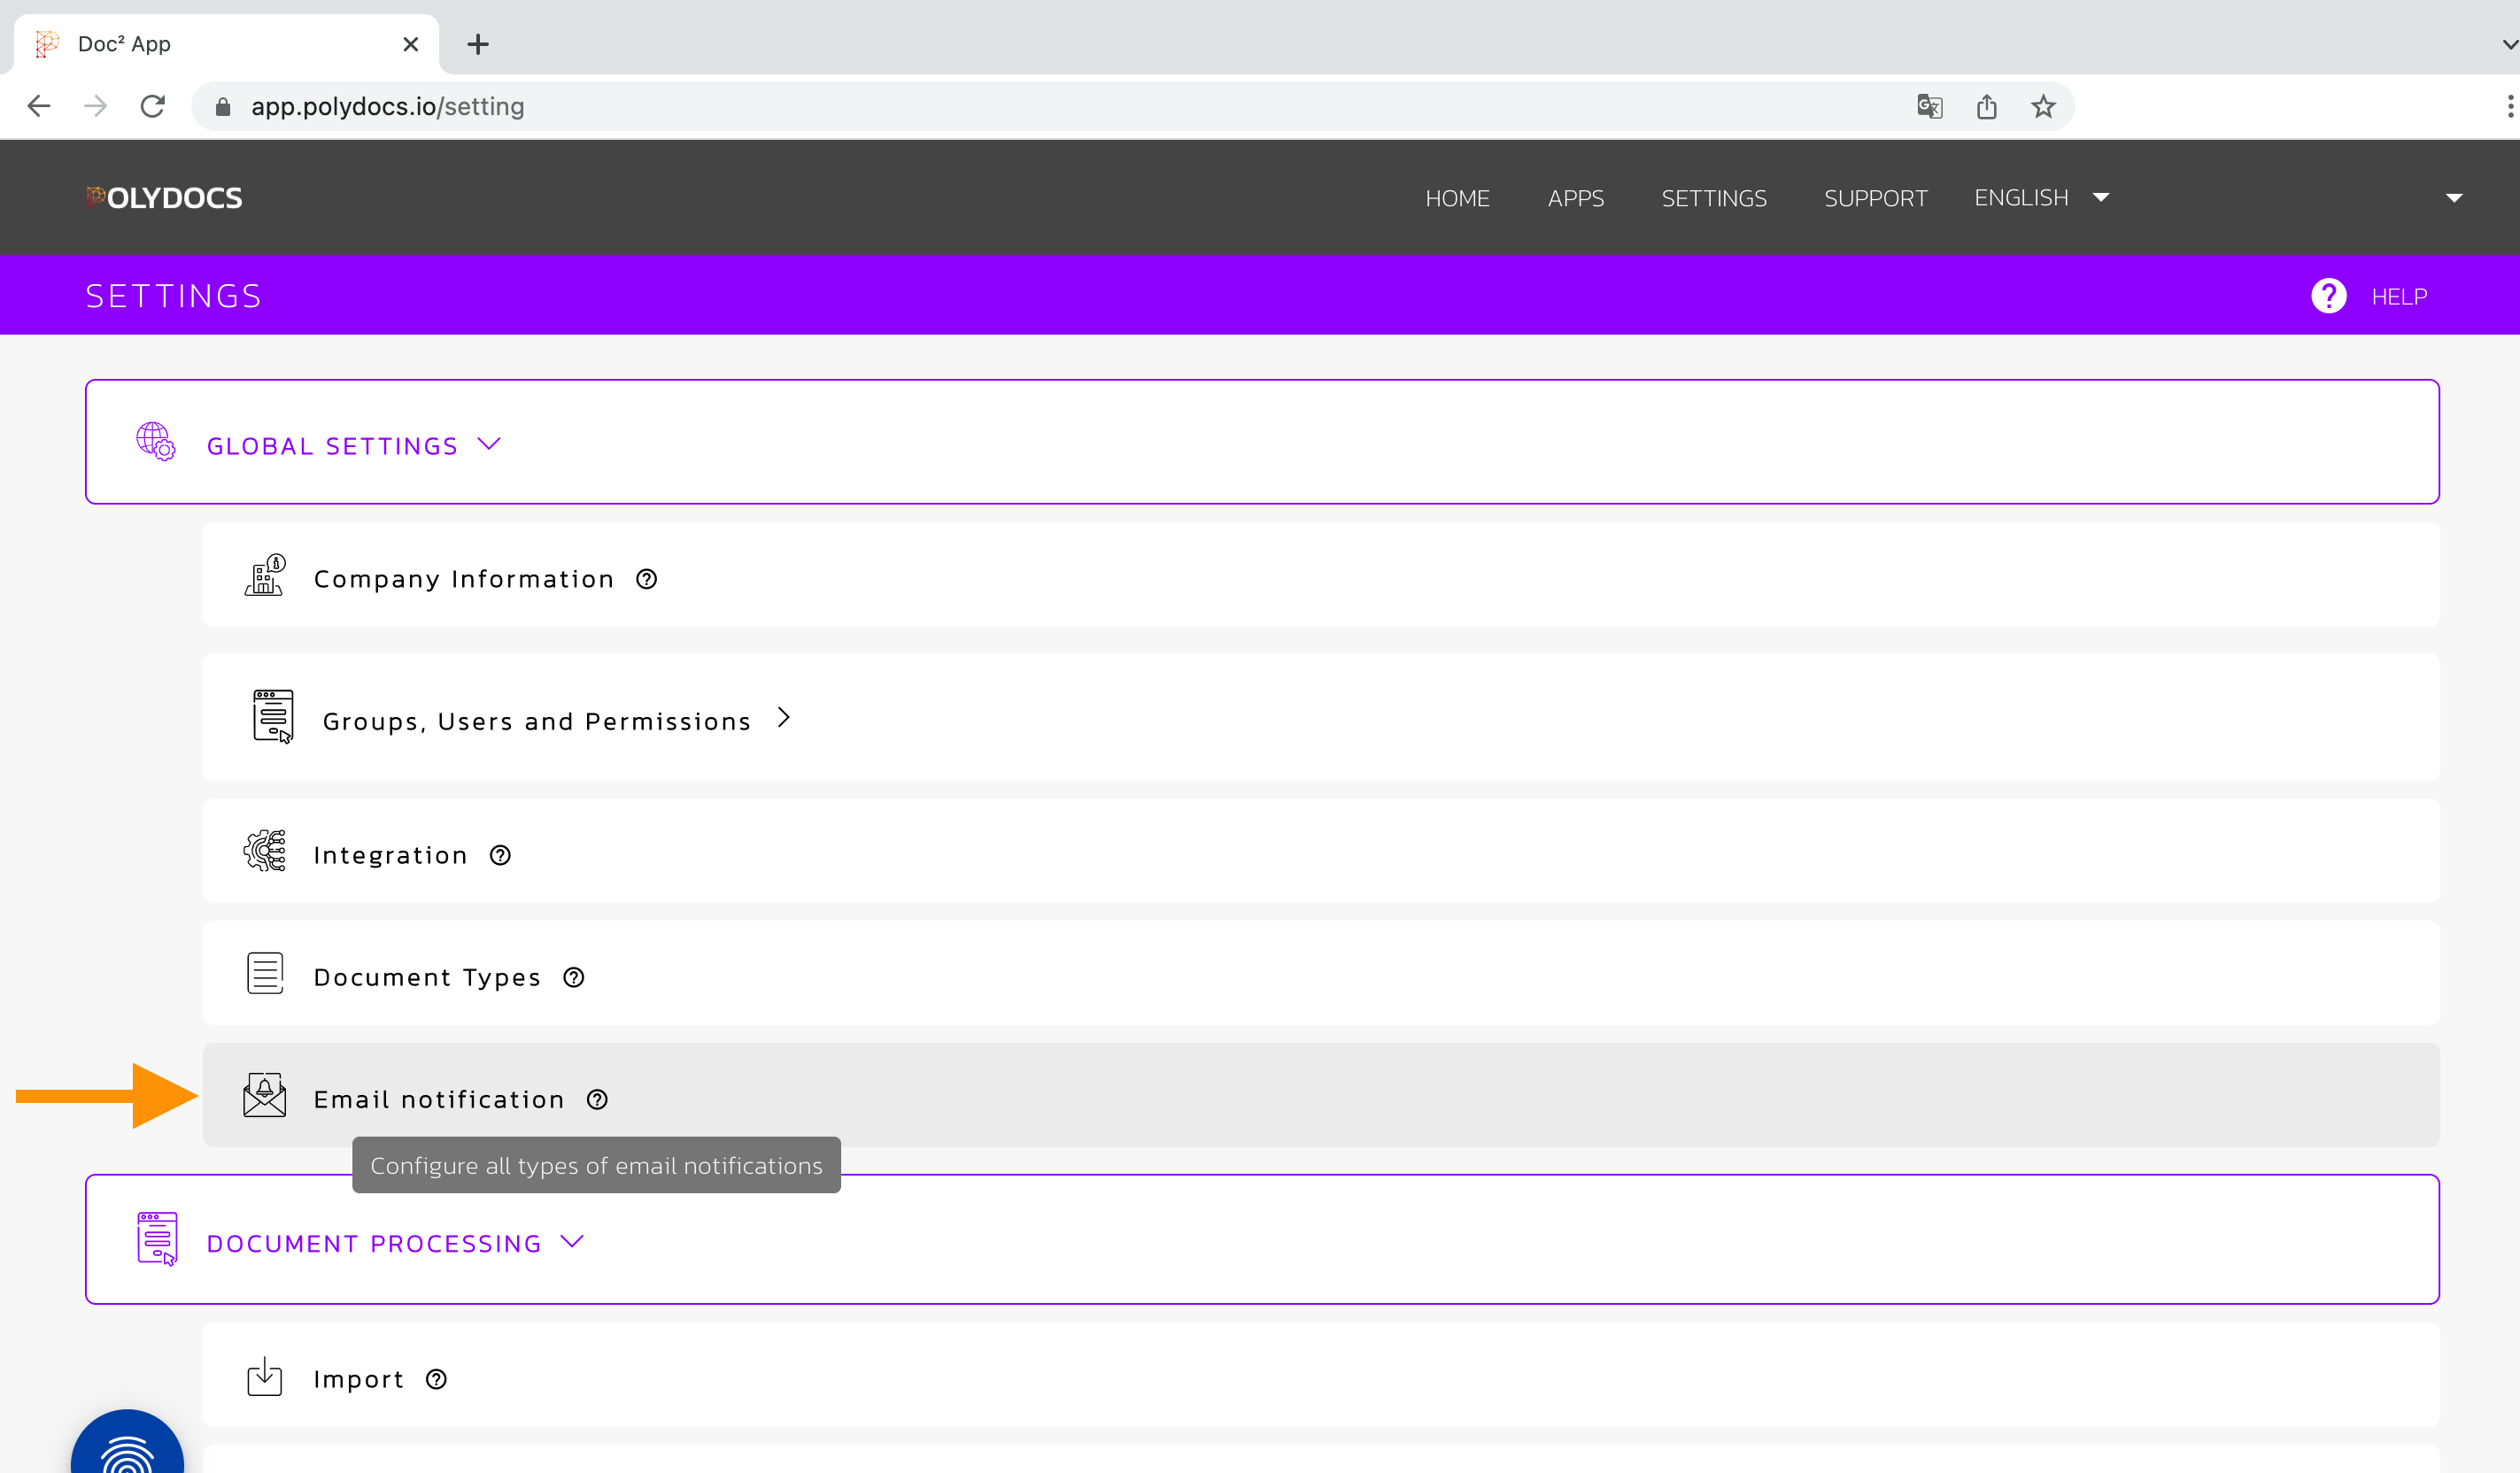 Doc² App
app.polydocs.io/setting
POLYDOCS
HOME APPS SETTINGS SUPPORT ENGLISH
SETTINGS
HELP
GLOBAL SETTINGS
Company Information
Groups, Users and Permissions
Integration
Document Types
Email notification
Configure all types of email notifications
DOCUMENT PROCESSING
Import